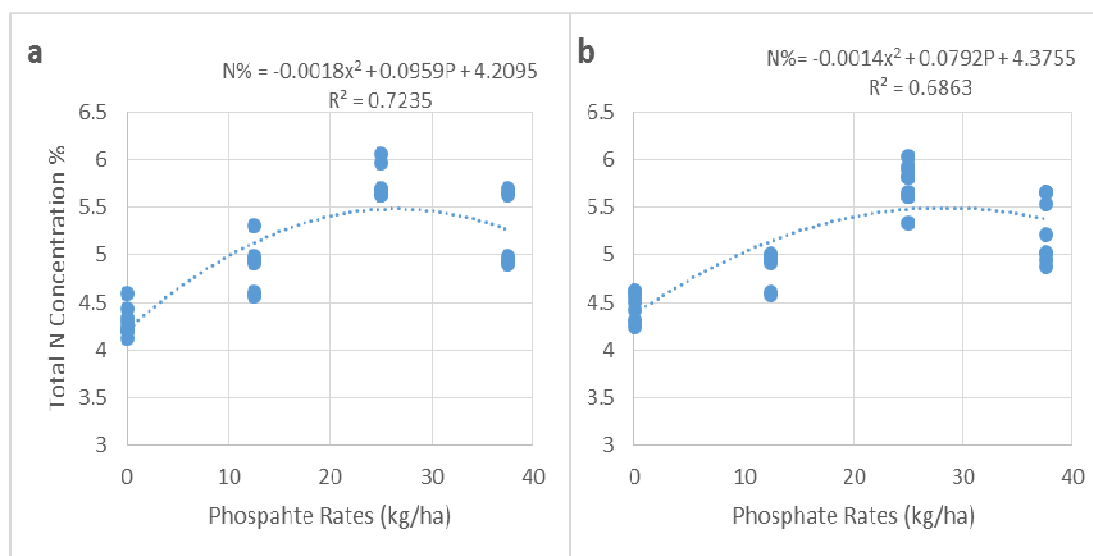 a
N% = -0.0018x² + 0.0959P + 4.2095
R² = 0.7235
6.5
6
5.5
5
4.5
4
3.5
3
Total N Concentration %
0
10
20
30
40
Phospahte Rates (kg/ha)
b
N%= -0.0014x² + 0.0792P + 4.3755
R² = 0.6863
6.5
6
5.5
5
4.5
4
3.5
3
0
10
20
30
40
Phosphate Rates (kg/ha)